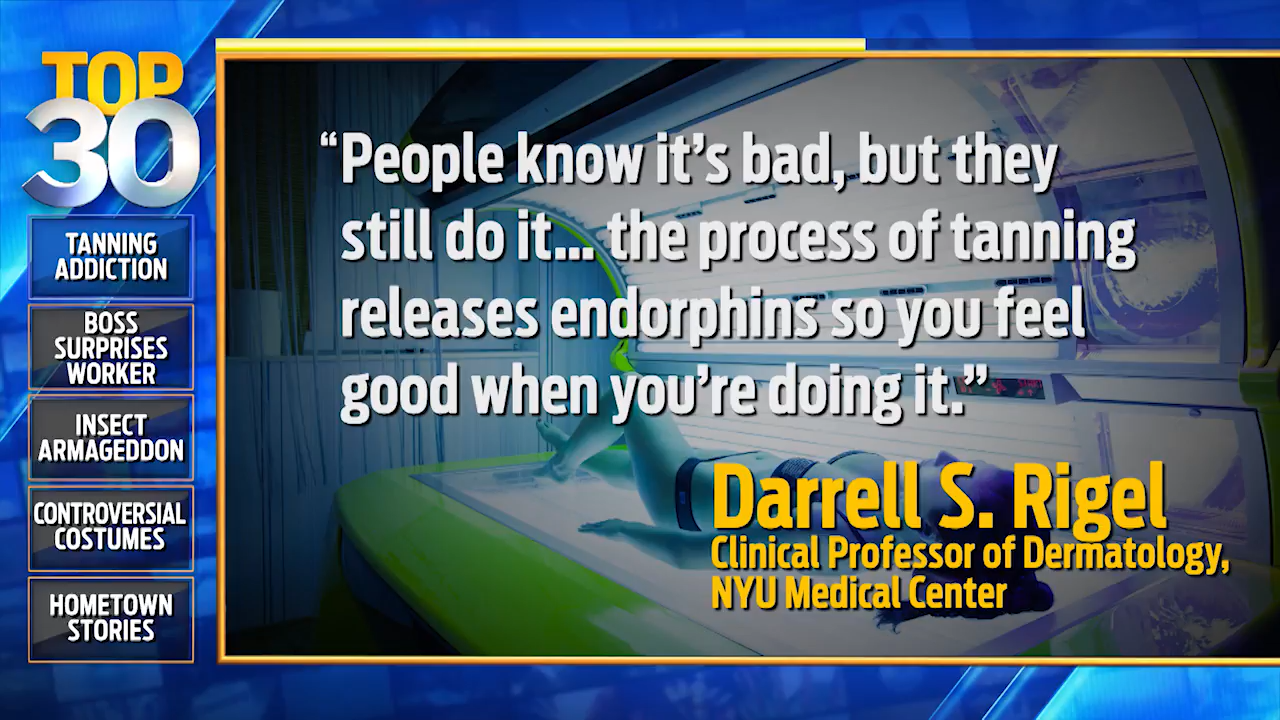 TOP
30
TANNING
ADDICTION
BOSS
SURPRISES
WORKER
INSECT
ARMAGEDDON
CONTROVERSIAL
COSTUMES
HOMETOWN
STORIES
“People know it’s bad, but they
still do it... the process of tanning
releases endorphins so you feel
good when you’re doing it.”
Darrell S. Rigel
Clinical Professor of Dermatology,
NYU Medical Center